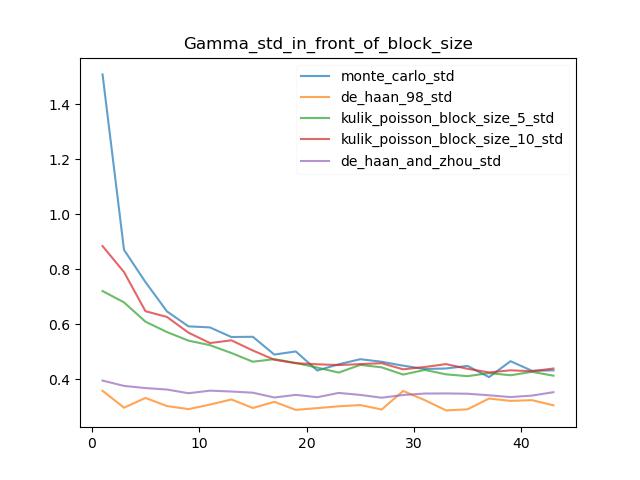 Gamma_std_in_front_of_block_size
monte_carlo_std
de_haan_98_std
kulik_poisson_block_size_5_std
kulik_poisson_block_size_10_std
de_haan_and_zhou_std
1.4
1.2
1.0
0.8
0.6
0.4
0 10 20 30 40